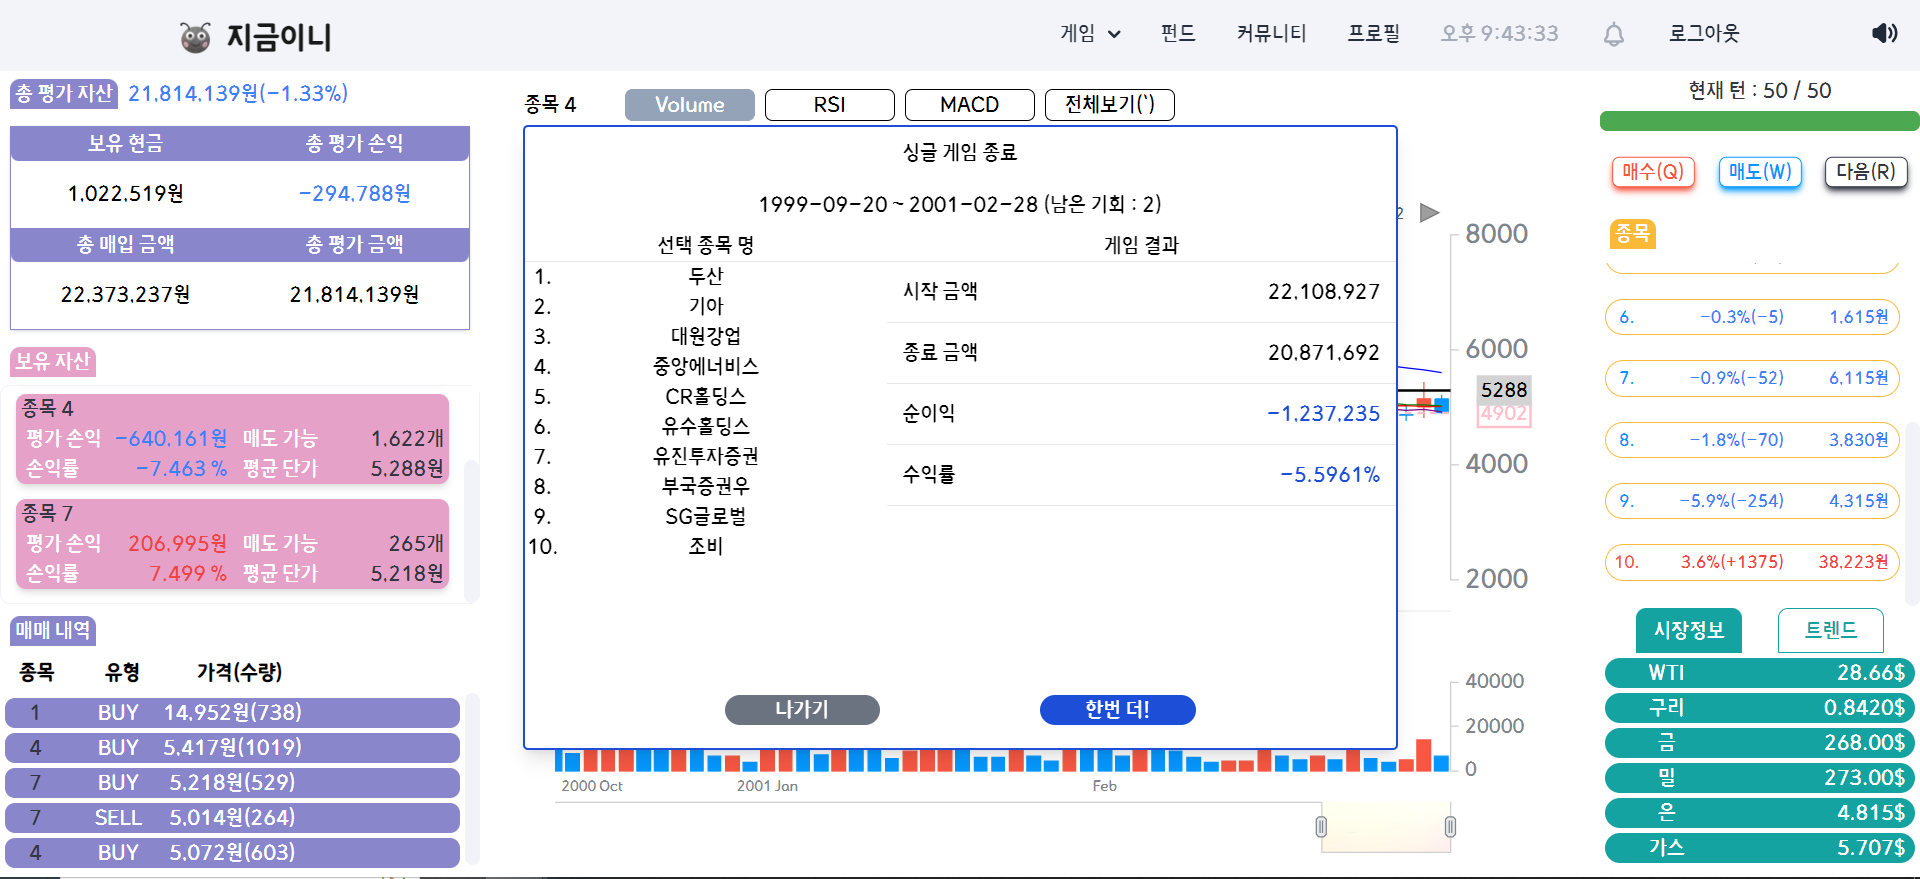 지금이니
게임
펀드
커뮤니티
프로필
오후 9:43:33
로그아웃
총 평가 자산 21,814,139원(-1.33%)
보유 현금 총 평가 손익
1,022,519원 -294,788원
총 매입 금액 총 평가 금액
22,373,237원 21,814,139원
보유 자산
종목 4
평가 손익 -640,161원 매도 가능 1,622개
손익률 -7.463 % 평균 단가 5,288원
종목 7
평가 손익 206,995원 매도 가능 265개
손익률 7.499 % 평균 단가 5,218원
매매 내역
종목 유형 가격(수량)
1 BUY 14,952원(738)
4 BUY 5,417원(1019)
7 BUY 5,218원(529)
7 SELL 5,014원(264)
4 BUY 5,072원(603)
종목 4 Volume RSI MACD 전체보기(`)
싱글 게임 종료
1999-09-20 ~ 2001-02-28 (남은 기회 : 2)
선택 종목 명
1. 두산
2. 기아
3. 대원강업
4. 중앙에너비스
5. CR홀딩스
6. 유수홀딩스
7. 유진투자증권
8. 부국증권우
9. SG글로벌
10. 조비
게임 결과
시작 금액 22,108,927
종료 금액 20,871,692
순이익 -1,237,235
수익률 -5.5961%
나가기 한번 더!
2
8000
6000
5288
4902
4000
2000
40000
20000
0
2000 Oct 2001 Jan Feb
현재 턴 : 50 / 50
매수(Q) 매도(W) 다음(R)
종목
6. -0.3%(-5) 1,615원
7. -0.9%(-52) 6,115원
8. -1.8%(-70) 3,830원
9. -5.9%(-254) 4,315원
10. 3.6%(+1375) 38,223원
시장정보 트렌드
WTI 28.66$
구리 0.8420$
금 268.00$
밀 273.00$
은 4.815$
가스 5.707$